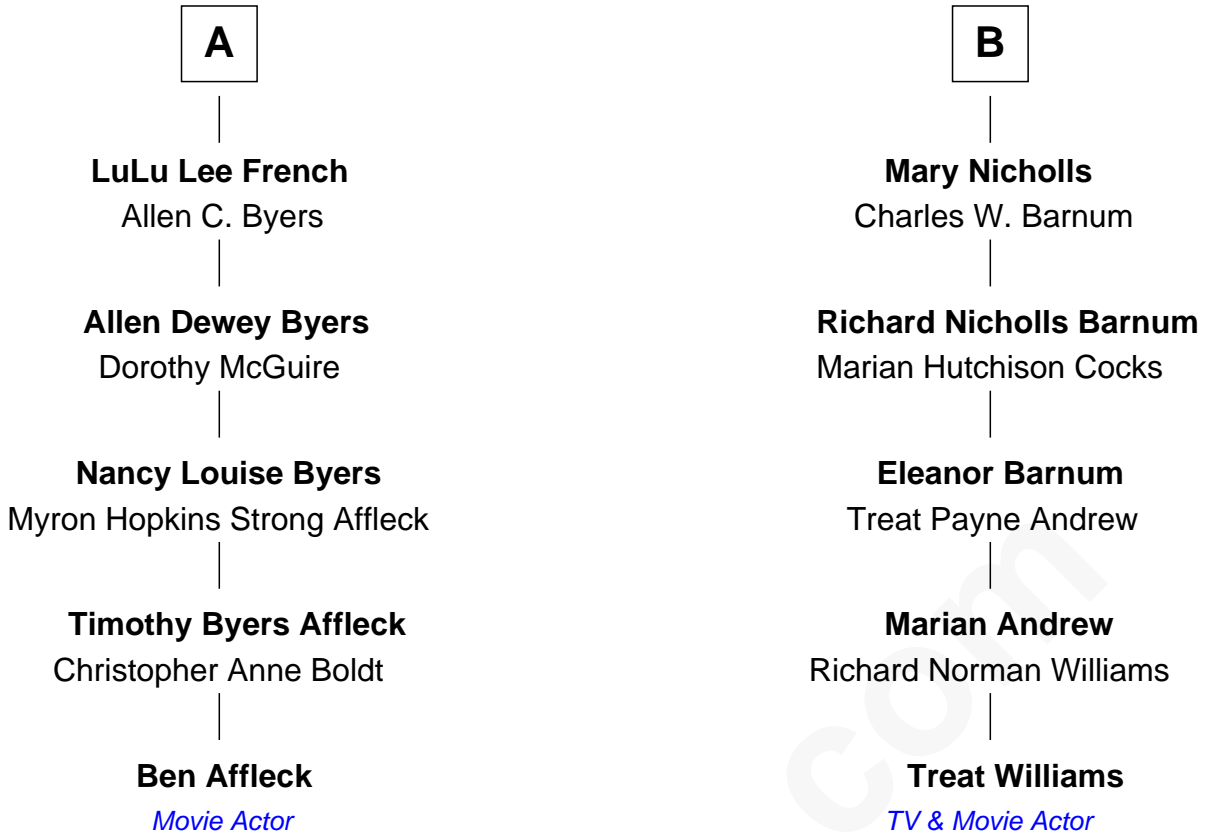 A
LuLu Lee French
Allen C. Byers
Allen Dewey Byers
Dorothy McGuire
Nancy Louise Byers
Myron Hopkins Strong Affleck
Timothy Byers Affleck
Christopher Anne Boldt
Ben Affleck
Movie Actor
B
Mary Nicholls
Charles W. Barnum
Richard Nicholls Barnum
Marian Hutchison Cocks
Eleanor Barnum
Treat Payne Andrew
Marian Andrew
Richard Norman Williams
Treat Williams
TV & Movie Actor
com